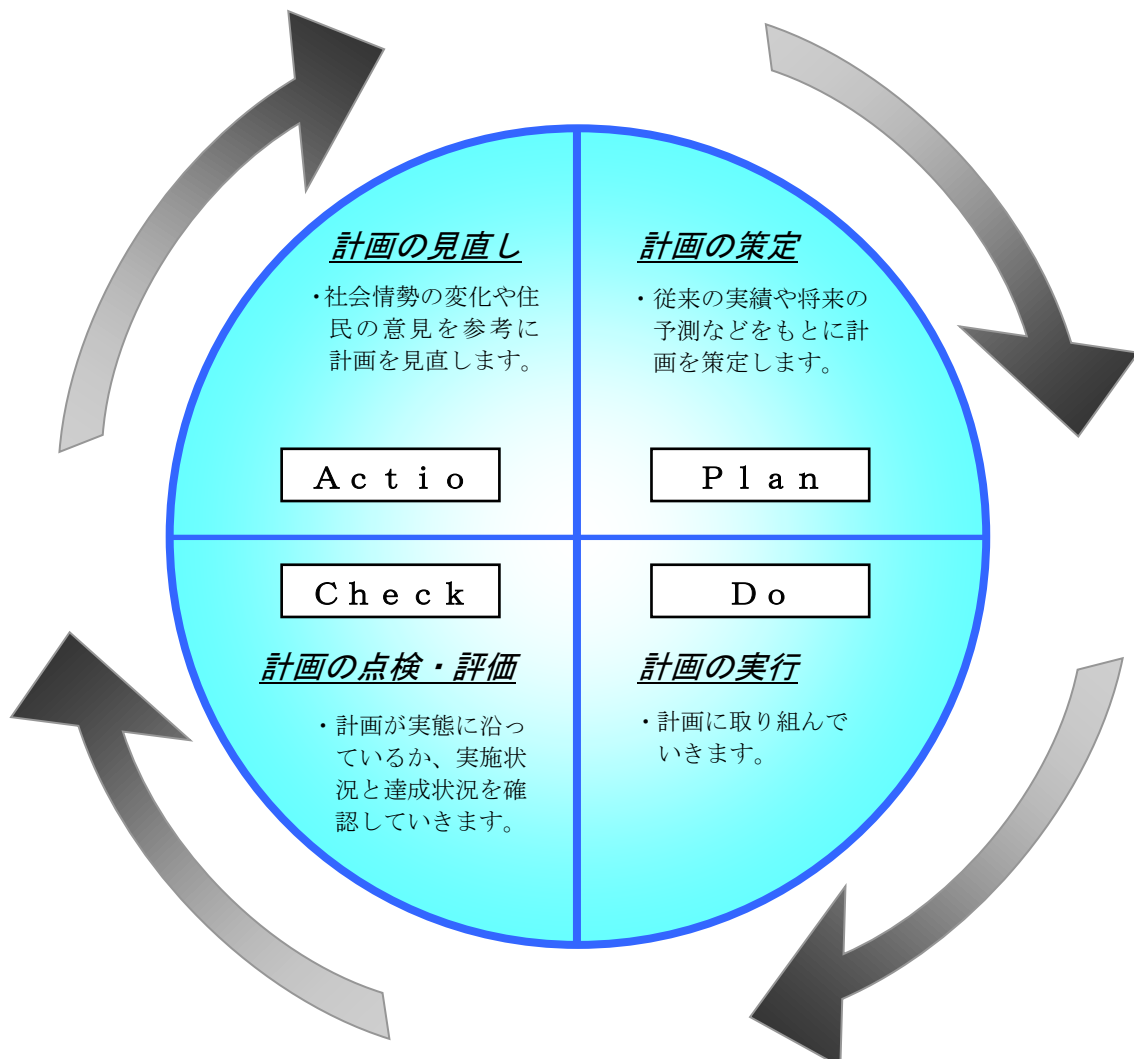 計画の見直し
・社会情勢の変化や住
民の意見を参考に
計画を見直します。
Ａｃｔｉｏ
計画の策定
・従来の実績や将来の
予測などをもとに計
画を策定します。
Ｐｌａｎ
Ｃｈｅｃｋ
計画の点検・評価
・計画が実態に沿っ
ているか、実施状
況と達成状況を確
認していきます。
Ｄｏ
計画の実行
・計画に取り組んで
いきます。